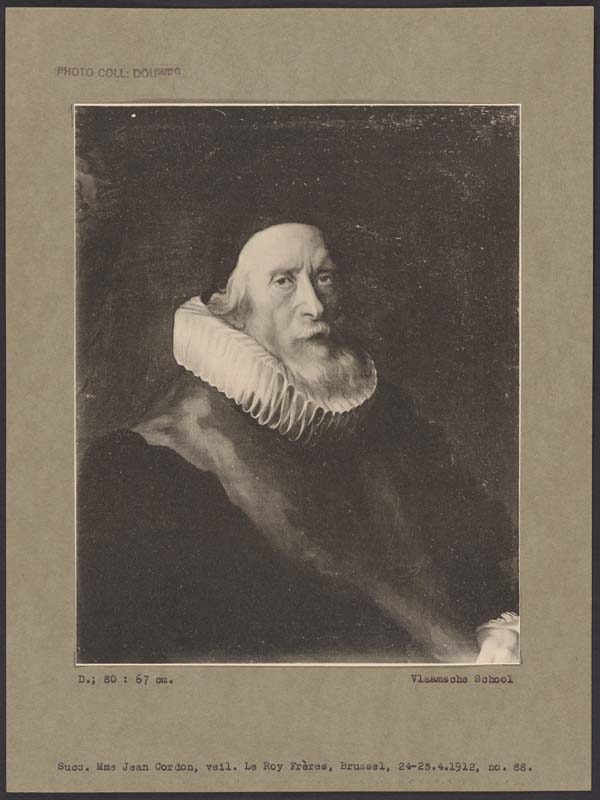 PHOTO COLL: DOUWES
D.; 80 : 67 cm.
Vlaamsche School
Succ. Mme Jean Cordon, veil. Le Roy Frères, Brussel, 24-25.4.1912, no. 88.